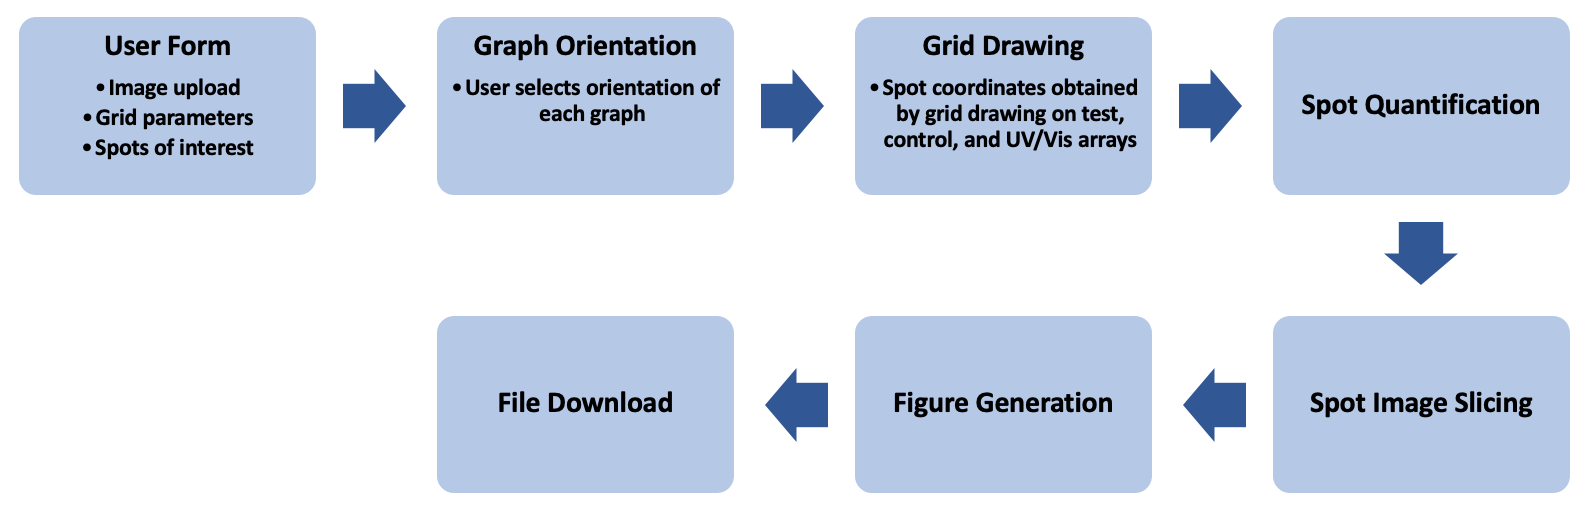 User Form
• Image upload
• Grid parameters
• Spots of interest
Graph Orientation
• User selects orientation of
each graph
Grid Drawing
• Spot coordinates obtained
by grid drawing on test,
control, and UV/Vis arrays
Spot Quantification
Spot Image Slicing
Figure Generation
File Download